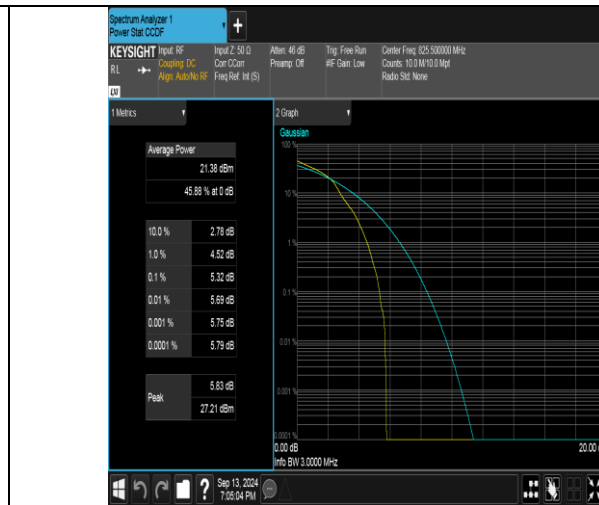 Spectrum Analyzer 1
Power Stat CCDF
+
KEYSIGHT Input: RF Input Z: 50 Ω Atten: 46 dB Trig: Free Run Center Freq: 825.500000 MHz
RL Coupling: DC Corr CCorr Preamp: Off #IF Gain: Low Counts: 10.0 M/10.0 Mpt
Align: Auto/No RF Freq Ref: Int (S) Radio Std: None
LXI
1 Metrics
2 Graph
Gaussian
Average Power
21.38 dBm
45.88 % at 0 dB
10.0 % 2.78 dB
1.0 % 4.52 dB
0.1 % 5.32 dB
0.01 % 5.69 dB
0.001 % 5.75 dB
0.0001 % 5.79 dB
Peak
5.83 dB
27.21 dBm
100 %
10 %
1 %
0.1 %
0.01 %
0.001 %
0.0001 %
0.00 dB
20.00
Info BW 3.0000 MHz
?
Sep 13, 2024
7:05:04 PM